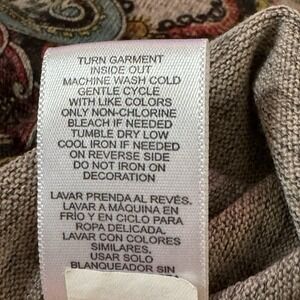 TURN GARMENT
INSIDE OUT
MACHINE WASH COLD
GENTLE CYCLE
WITH LIKE COLORS
ONLY NON-CHLORINE
BLEACH IF NEEDED
TUMBLE DRY LOW
COOL IRON IF NEEDED
ON REVERSE SIDE
DO NOT IRON ON
DECORATION
LAVAR PRENDA AL REVÉS.
LAVAR A MÁQUINA EN
FRÍO Y EN CICLO PARA
ROPA DELICADA.
LAVAR CON COLORES
SIMILARES.
USAR SOLO
BLANQUEADOR SIN